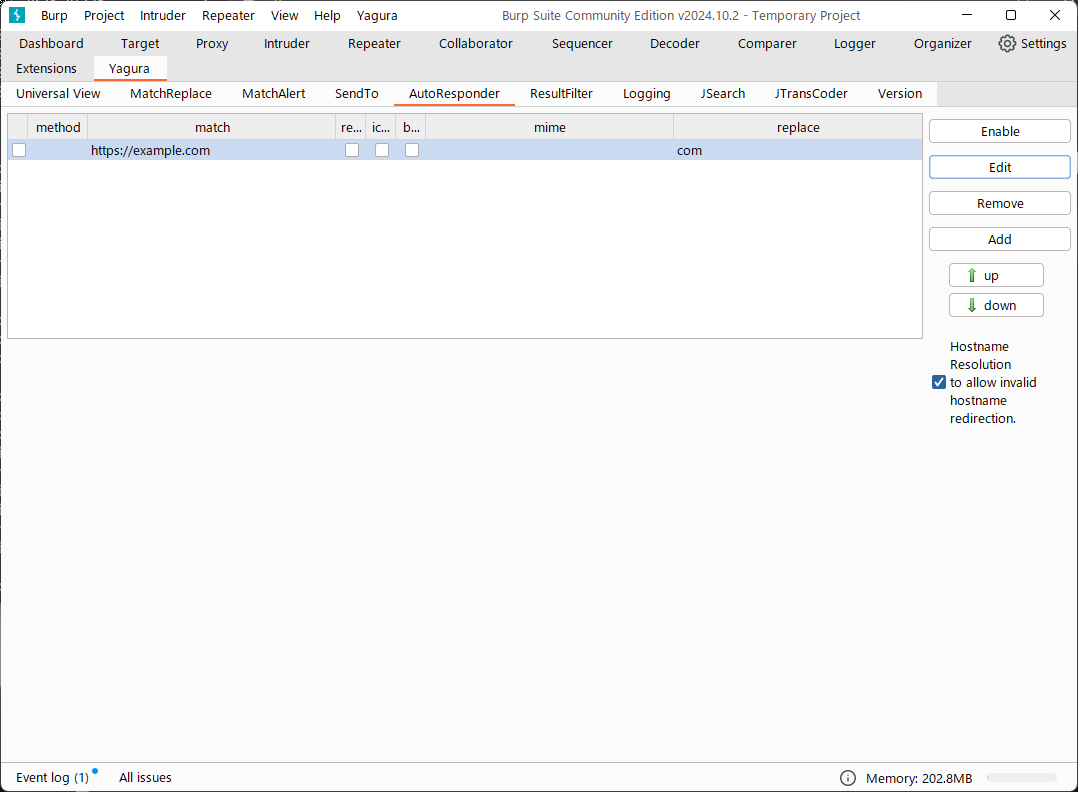 Burp Project Intruder Repeater View Help Yagura Burp Suite Community Edition v2024.10.2 - Temporary Project
Dashboard Target Proxy Intruder Repeater Collaborator Sequencer Decoder Comparer Logger Organizer Settings
Extensions Yagura
Universal View MatchReplace MatchAlert SendTo AutoResponder ResultFilter Logging JSearch JTransCoder Version
method match re... ic... b... mime replace
https://example.com com
Enable
Edit
Remove
Add
up
down
Hostname
Resolution
to allow invalid
hostname
redirection.
Event log (1) All issues Memory: 202.8MB